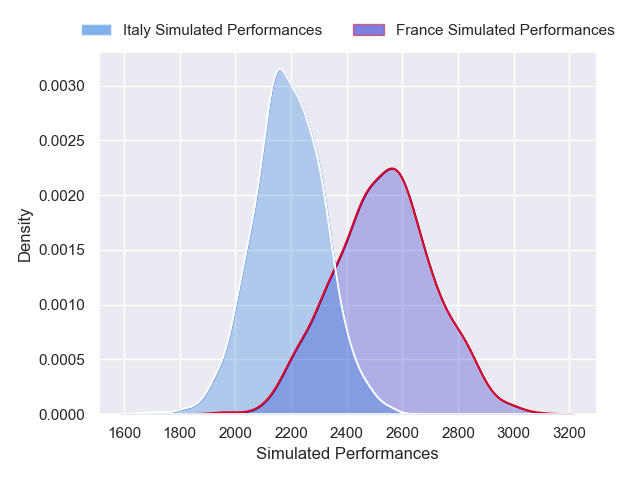 Italy Simulated Performances France Simulated Performances
0.0030
0.0025
0.0020
0.0015
0.0010
0.0005
0.0000
Density
1600 1800 2000 2200 2400 2600 2800 3000 3200
Simulated Performances